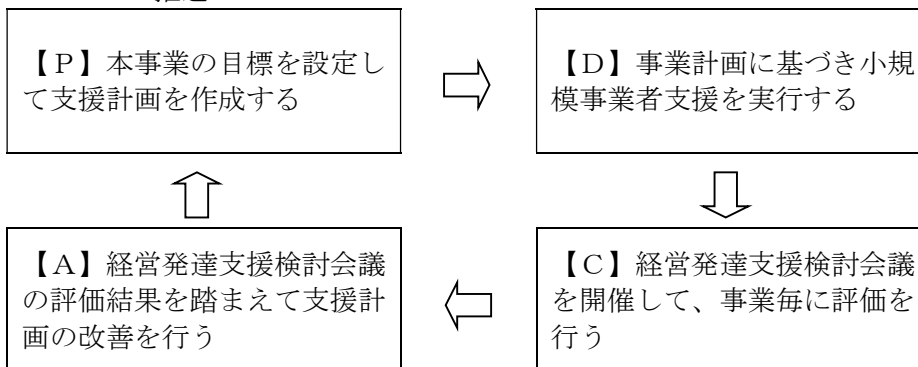 【P】本事業の目標を設定し
て支援計画を作成する
【D】事業計画に基づき小規
模事業者支援を実行する
【A】経営発達支援検討会議
の評価結果を踏まえて支援計
画の改善を行う
【C】経営発達支援検討会議
を開催して、事業毎に評価を
行う